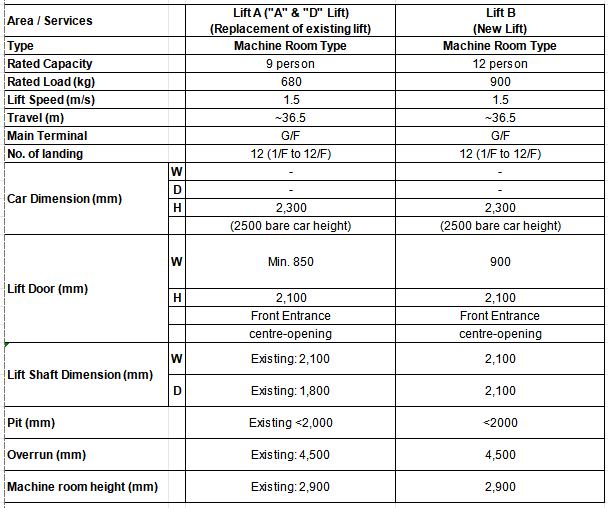 Area / Services Lift A ("A" & "D" Lift) Lift B
(Replacement of existing lift) (New Lift)
Type Machine Room Type Machine Room Type
Rated Capacity 9 person 12 person
Rated Load (kg) 680 900
Lift Speed (m/s) 1.5 1.5
Travel (m) ~36.5 ~36.5
Main Terminal G/F G/F
No. of landing 12 (1/F to 12/F) 12 (1/F to 12/F)
Car Dimension (mm) W - -
D - -
H 2,300 2,300
(2500 bare car height) (2500 bare car height)
Lift Door (mm) W Min. 850 900
H 2,100 2,100
Front Entrance Front Entrance
centre-opening centre-opening
Lift Shaft Dimension (mm) W Existing: 2,100 2,100
D Existing: 1,800 2,100
Pit (mm) Existing <2,000 <2000
Overrun (mm) Existing: 4,500 4,500
Machine room height (mm) Existing: 2,900 2,900